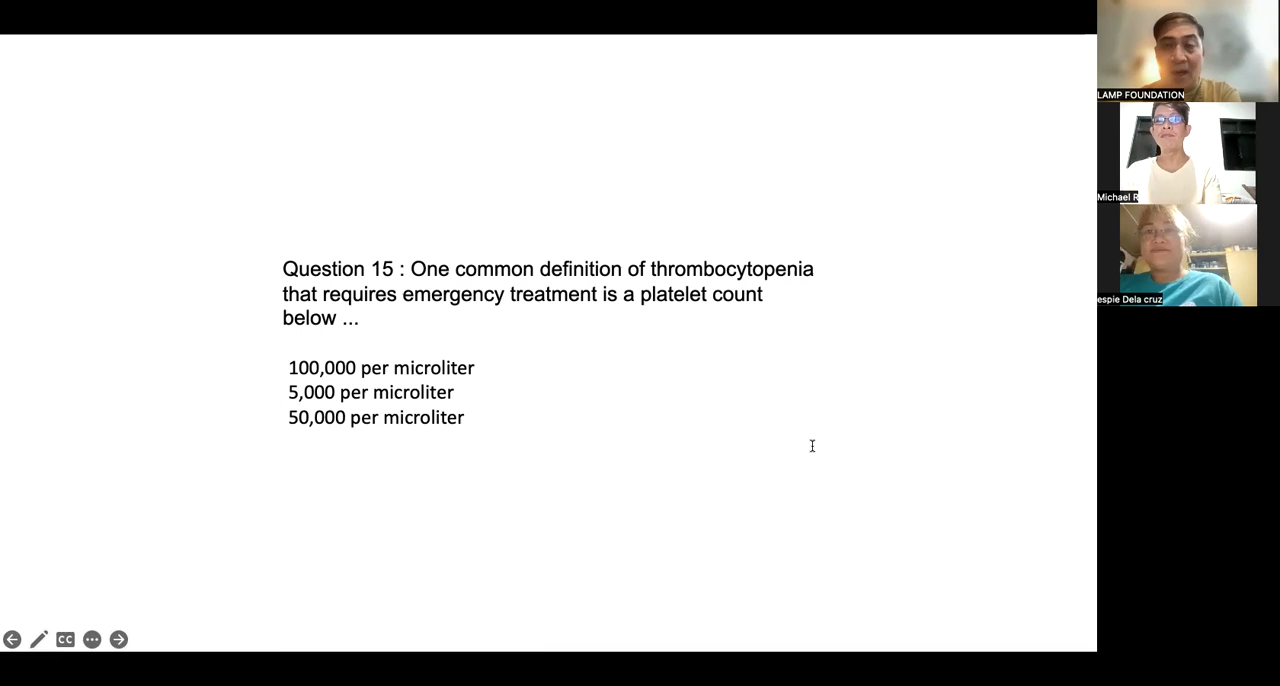 Question 15 : One common definition of thrombocytopenia
that requires emergency treatment is a platelet count
below ...
100,000 per microliter
5,000 per microliter
50,000 per microliter
LAMP FOUNDATION
Michael R
espie Dela cruz
CC